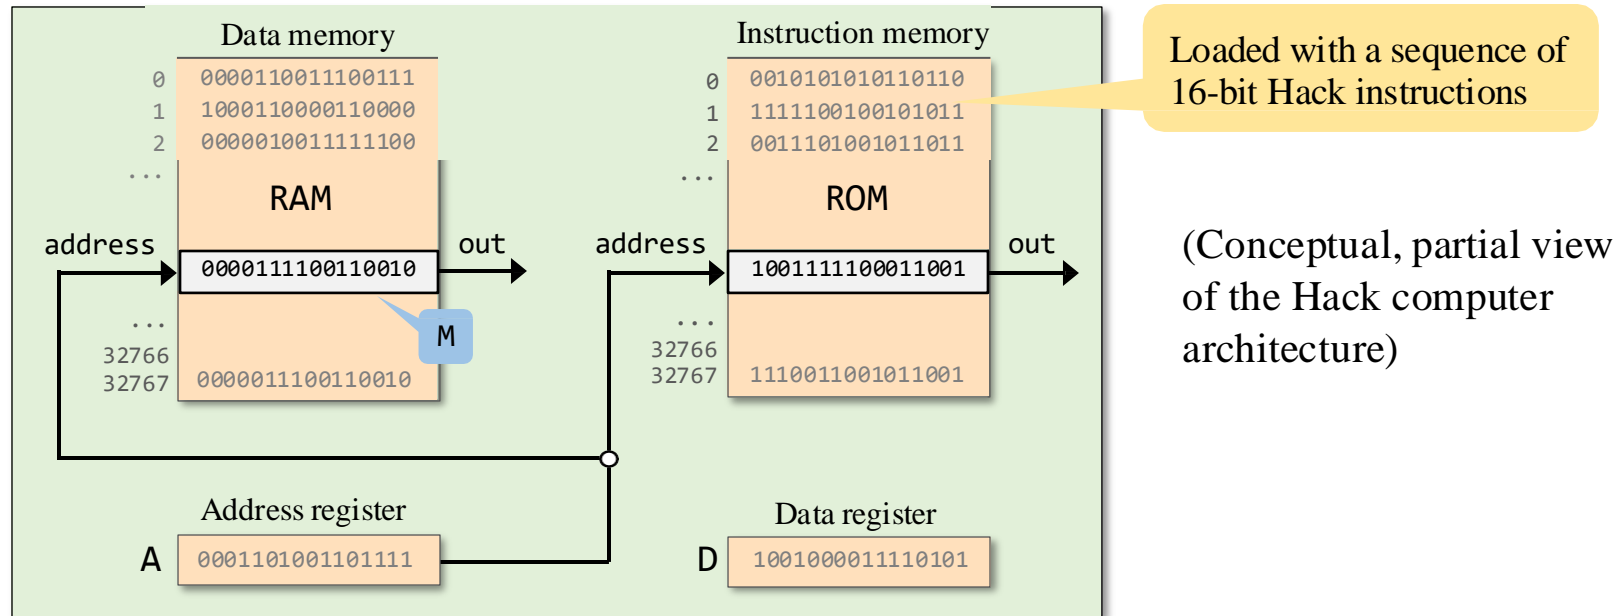 Data memory
0 0000110011100111
1 1000110000110000
2 0000010011111100
...
RAM
address
0000111100110010
out
M
...
32766
32767 0000011100110010
Instruction memory
0 0010101010110110
1 1111100100101011
2 0011101001011011
...
ROM
address
1001111100011001
out
...
32766
32767 1110011001011001
Loaded with a sequence of
16-bit Hack instructions
(Conceptual, partial view
of the Hack computer
architecture)
Address register
A 0001101001101111
Data register
D 1001000011110101